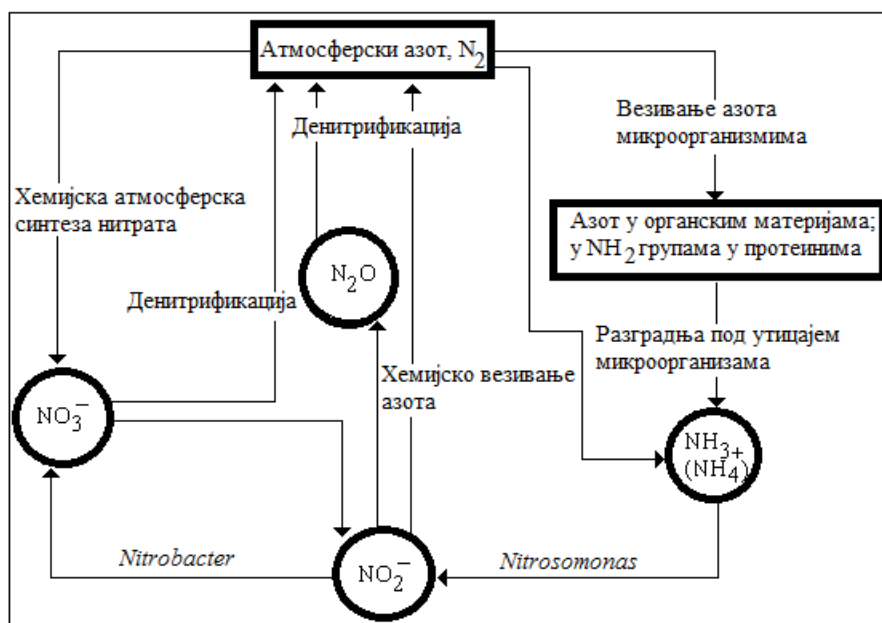 Атмосферски азот, N2
Денитрификација
Везивање азота
микроорганизмима
Хемијска атмосферска
синтеза нитрата
Азот у органским материјама;
у NH2 групама у протеинима
N2O
Денитрификација
Разградња под утицајем
микроорганизама
Хемијско везивање
азота
NO3−
NH3+
(NH4)
Nitrobacter
NO2−
Nitrosomonas